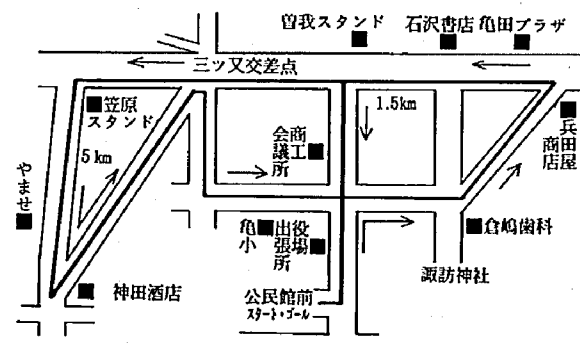 曽我スタンド
石沢書店
亀田プラザ
三ッ又交差点
笠原
スタンド
1.5km
兵田屋
商店
5km
会議所
商工
やませ
亀小
出張所
役場
倉嶋歯科
諏訪神社
神田酒店
公民館前
スタート・ゴール